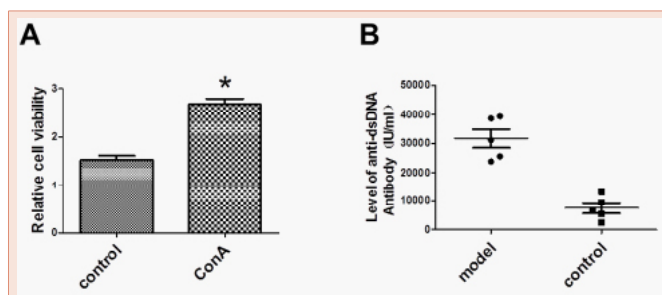 A
Relative cell viability
3
2
1
0
*
control
ConA
B
Level of anti-dsDNA
Antibody (IU/ml)
50000
40000
30000
20000
10000
0
model
control